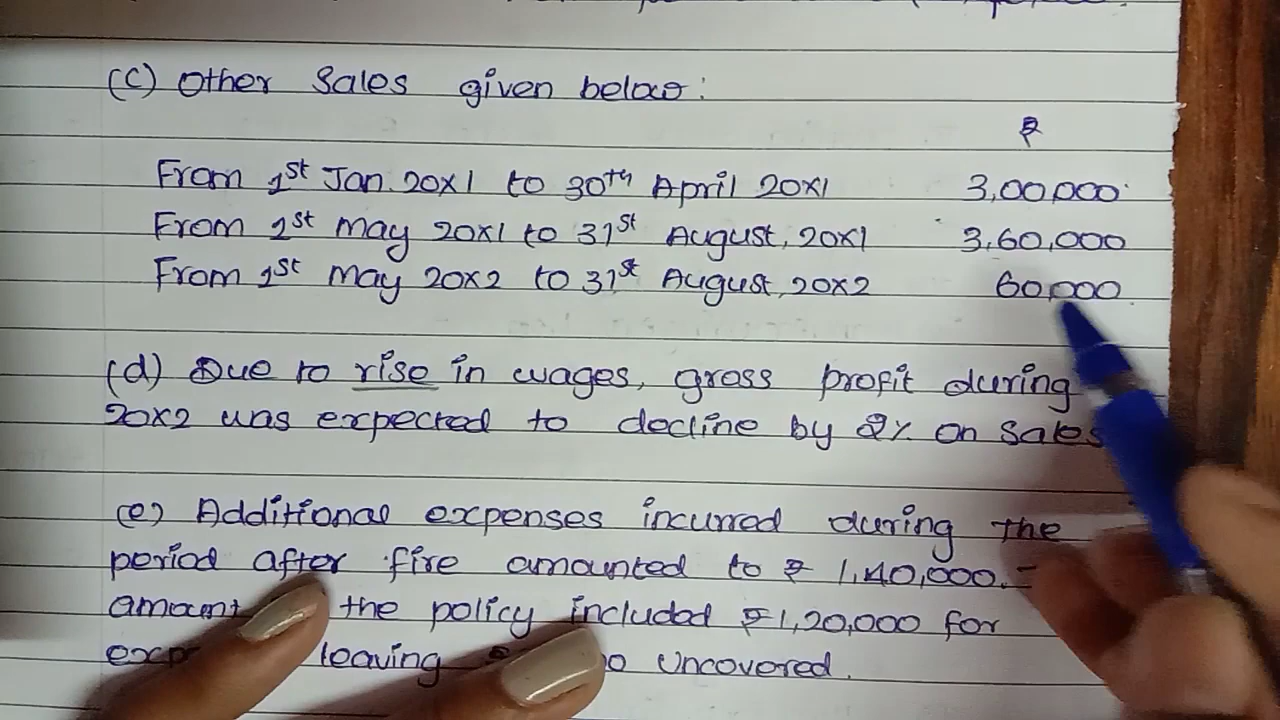 (c) Other Sales given below:
₹
From 1st Jan. 20x1 to 30th April 20x1 3,00,000
From 1st may 20x1 to 31st August, 20x1 3,60,000
From 1st may 20x2 to 31st August, 20x2 60,000
(d) Due to rise in wages, gross profit during
20x2 was expected to decline by 2% on sales
(e) Additional expenses incurred during the
period after fire amounted to ₹ 1,40,000.
amount the policy included ₹1,20,000 for
leaving uncovered.